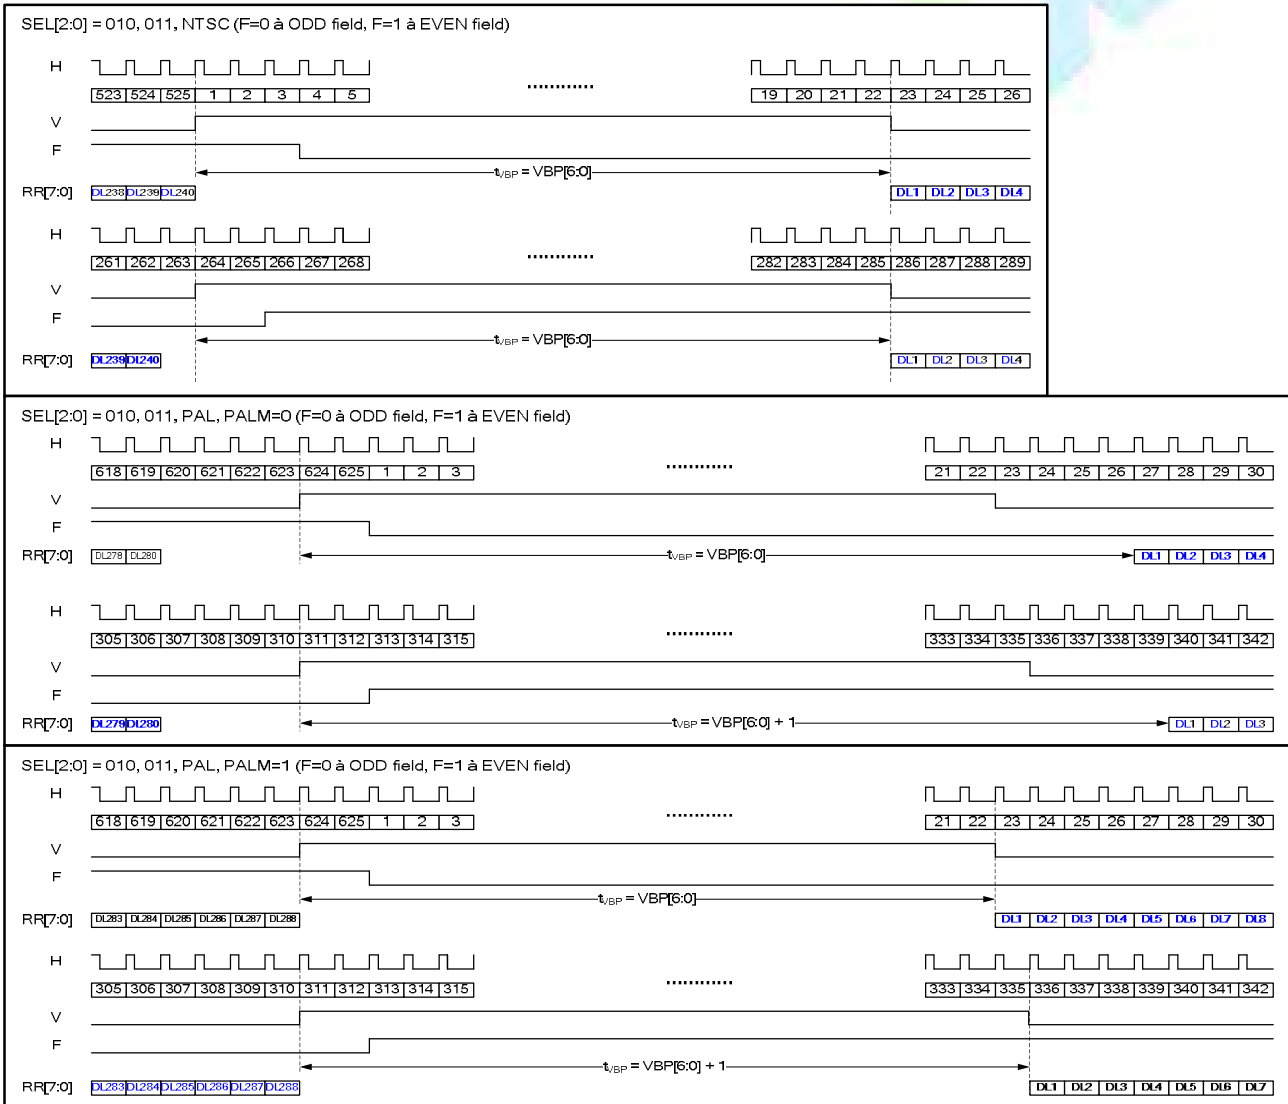 SEL[2:0] = 010, 011, NTSC (F=0 à ODD field, F=1 à EVEN field)
H
523 524 525 1 2 3 4 5 ............ 19 20 21 22 23 24 25 26
V
F
tVBP = VBP[6:0]
RR[7:0] DL238 DL239 DL240 DL1 DL2 DL3 DL4
H
261 262 263 264 265 266 267 268 ............ 282 283 284 285 286 287 288 289
V
F
tVBP = VBP[6:0]
RR[7:0] DL239 DL240 DL1 DL2 DL3 DL4
SEL[2:0] = 010, 011, PAL, PALM=0 (F=0 à ODD field, F=1 à EVEN field)
H
618 619 620 621 622 623 624 625 1 2 3 ............ 21 22 23 24 25 26 27 28 29 30
V
F
RR[7:0] DL278 DL280 tVBP = VBP[6:0] DL1 DL2 DL3 DL4
H
305 306 307 308 309 310 311 312 313 314 315 ............ 333 334 335 336 337 338 339 340 341 342
V
F
RR[7:0] DL279 DL280 tVBP = VBP[6:0] + 1 DL1 DL2 DL3
SEL[2:0] = 010, 011, PAL, PALM=1 (F=0 à ODD field, F=1 à EVEN field)
H
618 619 620 621 622 623 624 625 1 2 3 ............ 21 22 23 24 25 26 27 28 29 30
V
F
tVBP = VBP[6:0]
RR[7:0] DL283 DL284 DL285 DL286 DL287 DL288 DL1 DL2 DL3 DL4 DL5 DL6 DL7 DL8
H
305 306 307 308 309 310 311 312 313 314 315 ............ 333 334 335 336 337 338 339 340 341 342
V
F
tVBP = VBP[6:0] + 1
RR[7:0] DL283 DL284 DL285 DL286 DL287 DL288 DL1 DL2 DL3 DL4 DL5 DL6 DL7